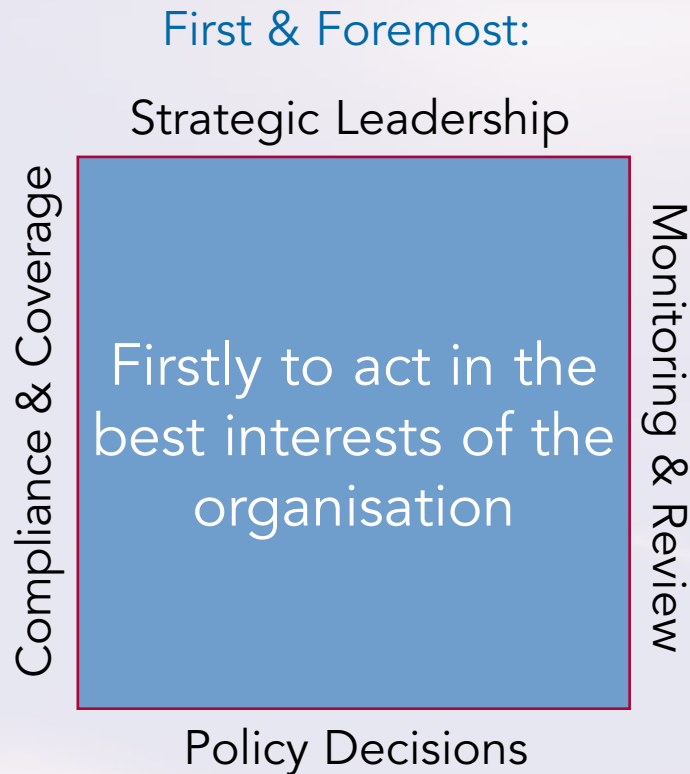 First & Foremost:
Strategic Leadership
Compliance & Coverage
Firstly to act in the
best interests of the
organisation
Monitoring & Review
Policy Decisions